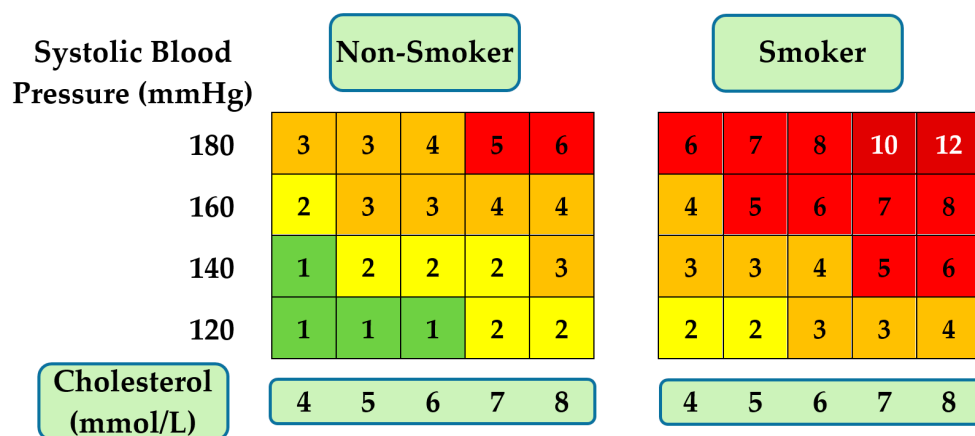 Systolic Blood
Pressure (mmHg)
Non-Smoker
Smoker
180 3 3 4 5 6 6 7 8 10 12
160 2 3 3 4 4 4 5 6 7 8
140 1 2 2 2 3 3 3 4 5 6
120 1 1 1 2 2 2 2 3 3 4
Cholesterol
(mmol/L)
4 5 6 7 8 4 5 6 7 8